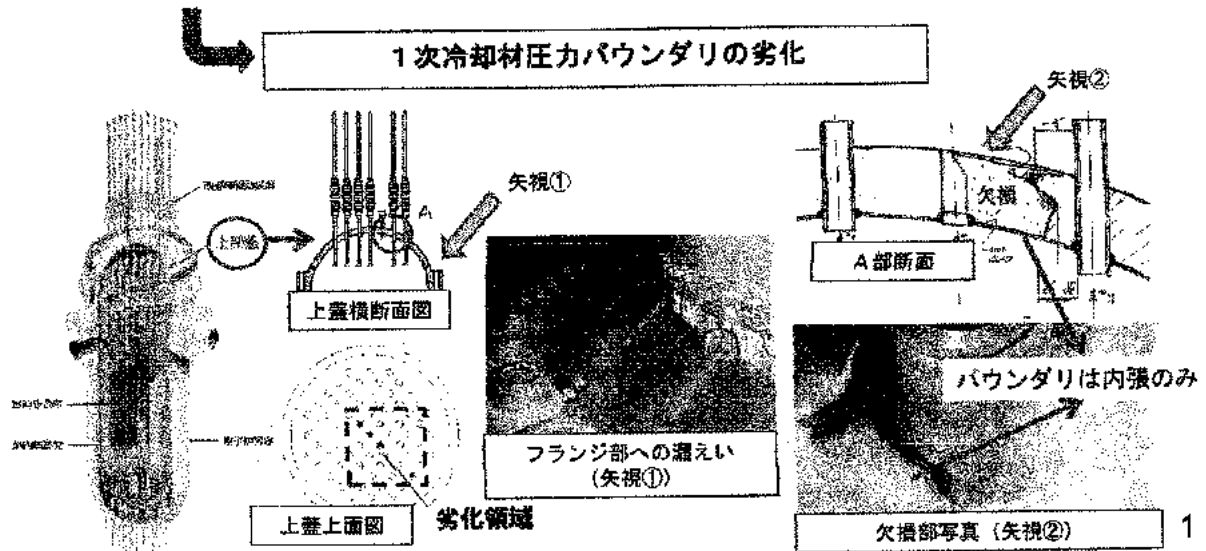 1次冷却材圧力バウンダリの劣化
矢視②
矢視①
A
上部蓋
欠損
A部断面
上蓋横断面図
バウンダリは内張のみ
フランジ部への漏えい
(矢視①)
劣化領域
上蓋上面図
欠損部写真(矢視②)
1